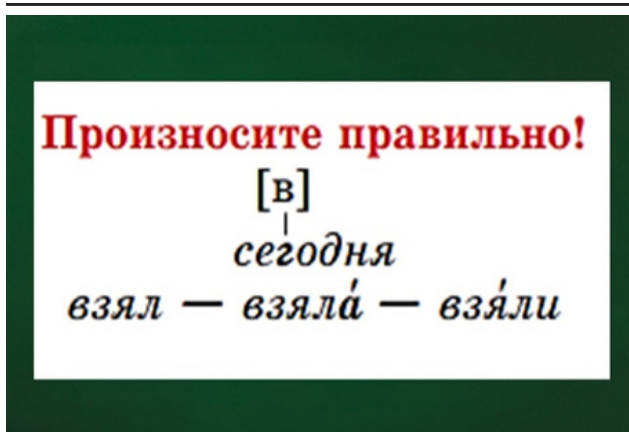 Произносите правильно!
[в]
сегодня
взял — взяла́ — взя́ли